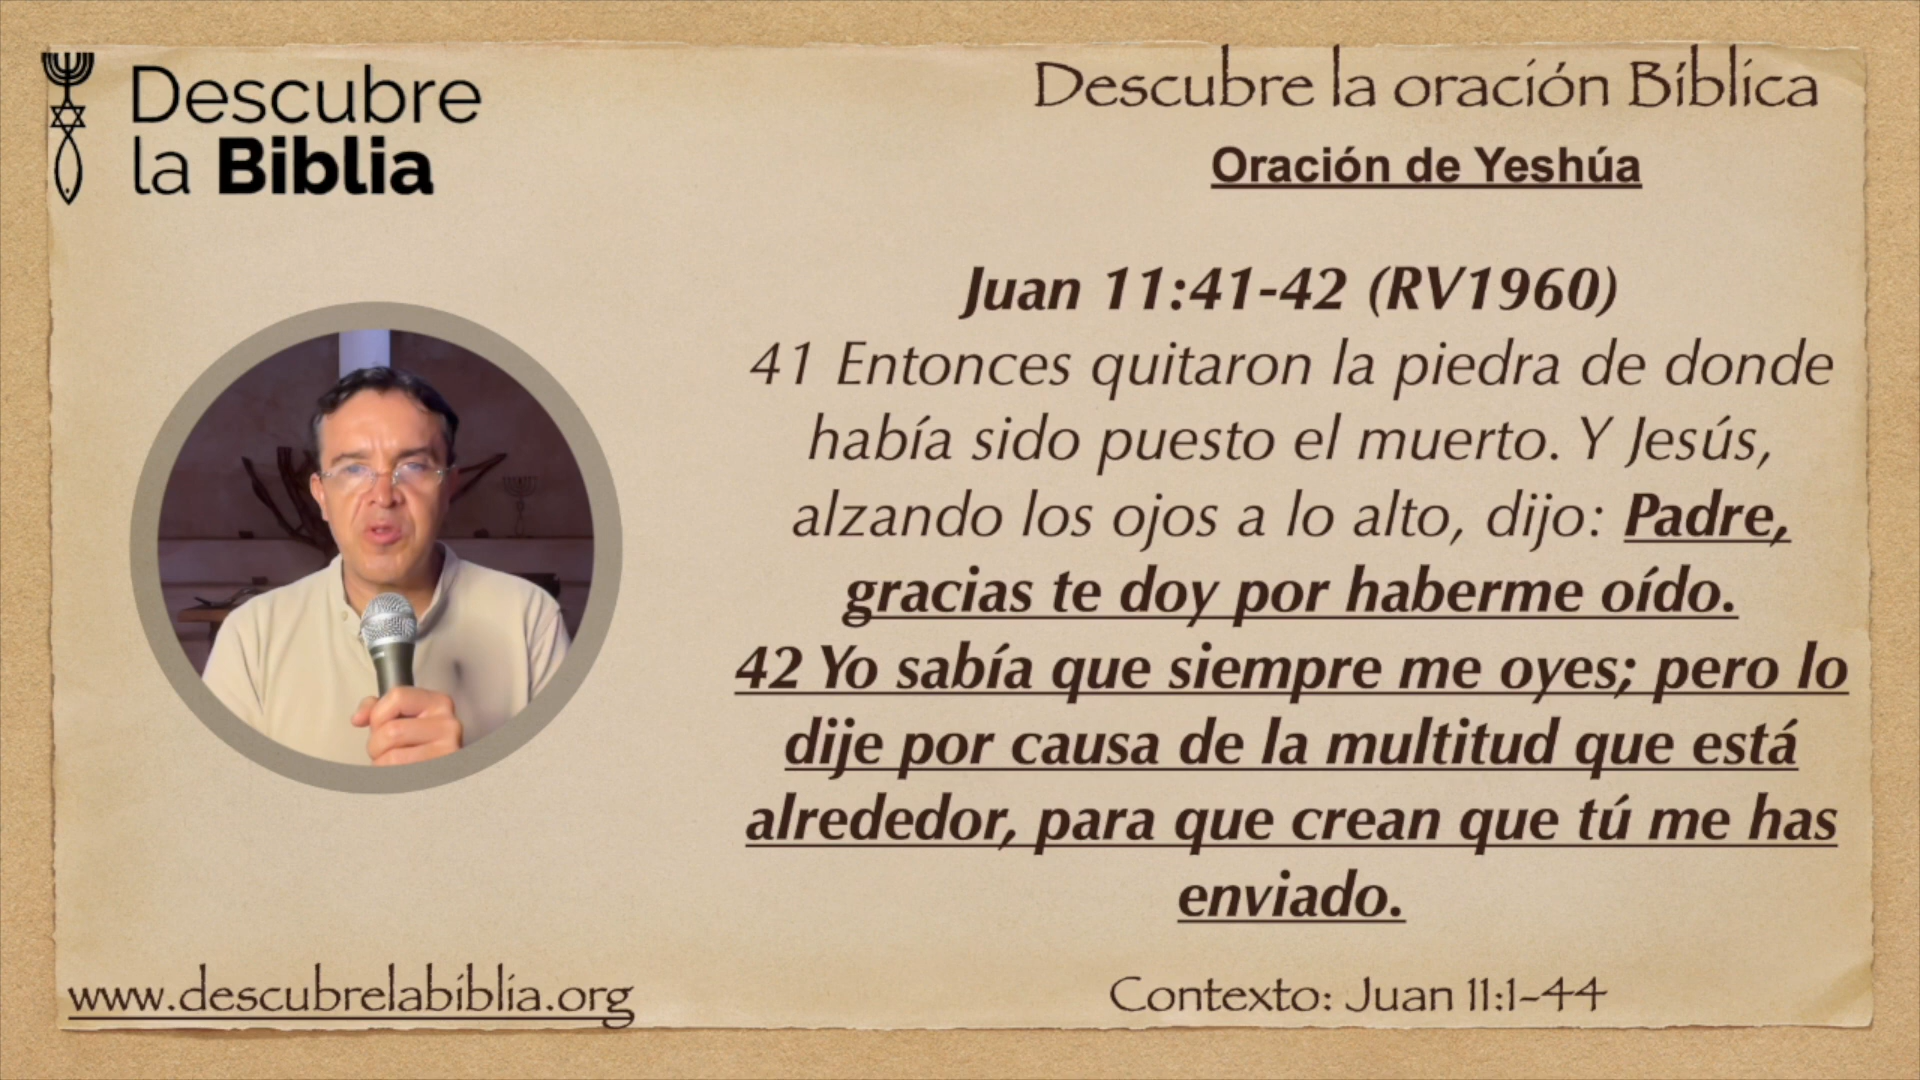 Descubre
la Biblia
Descubre la oración Bíblica
Oración de Yeshúa
Juan 11:41-42 (RV1960)
41 Entonces quitaron la piedra de donde
había sido puesto el muerto. Y Jesús,
alzando los ojos a lo alto, dijo: Padre,
gracias te doy por haberme oído.
42 Yo sabía que siempre me oyes; pero lo
dije por causa de la multitud que está
alrededor, para que crean que tú me has
enviado.
www.descubrelabiblia.org
Contexto: Juan 11:1-44